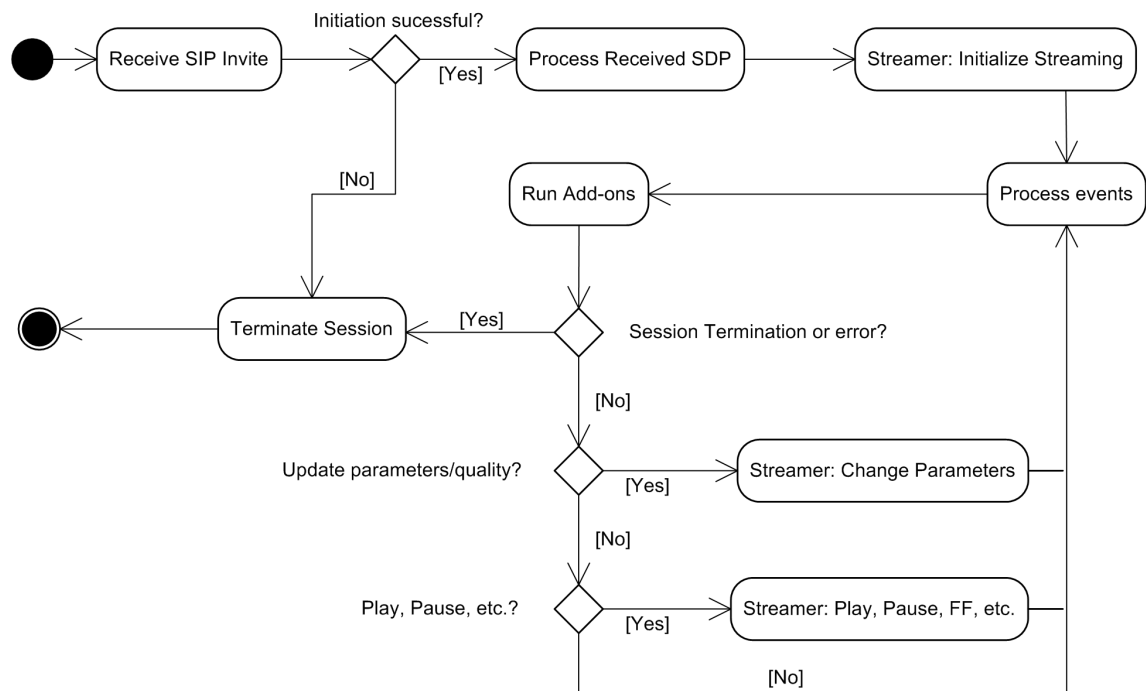 Initiation sucessful?
Receive SIP Invite
[Yes]
Process Received SDP
Streamer: Initialize Streaming
[No]
Run Add-ons
Process events
Terminate Session
[Yes]
Session Termination or error?
[No]
Update parameters/quality?
[Yes]
Streamer: Change Parameters
[No]
Play, Pause, etc.?
[Yes]
Streamer: Play, Pause, FF, etc.
[No]